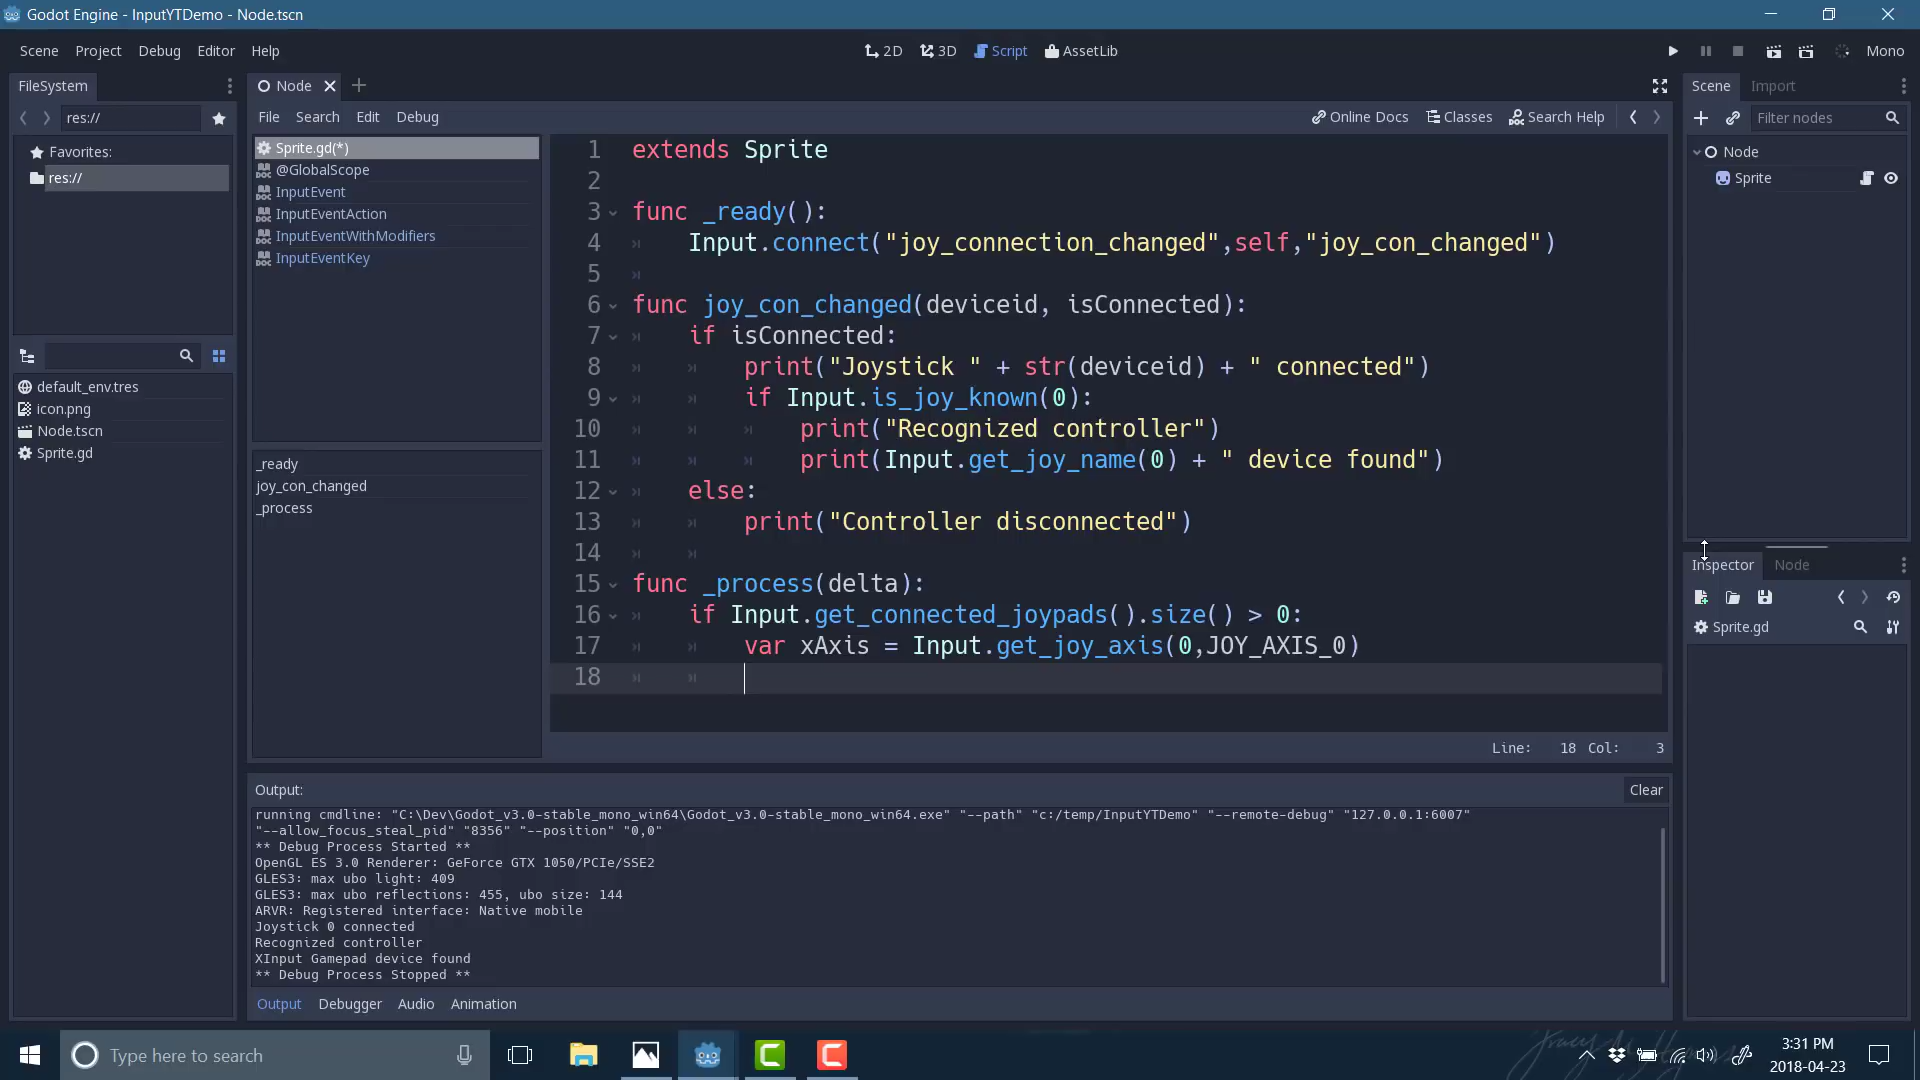 Godot Engine - InputYTDemo - Node.tscn
Scene Project Debug Editor Help
2D 3D Script AssetLib
Mono
FileSystem
res://
Favorites:
res://
default_env.tres
icon.png
Node.tscn
Sprite.gd
Node
File Search Edit Debug
Online Docs Classes Search Help
Sprite.gd(*)
@GlobalScope
InputEvent
InputEventAction
InputEventWithModifiers
InputEventKey
_ready
joy_con_changed
_process
1 extends Sprite
2
3 func _ready():
4 Input.connect("joy_connection_changed",self,"joy_con_changed")
5
6 func joy_con_changed(deviceid, isConnected):
7 if isConnected:
8 print("Joystick " + str(deviceid) + " connected")
9 if Input.is_joy_known(0):
10 print("Recognized controller")
11 print(Input.get_joy_name(0) + " device found")
12 else:
13 print("Controller disconnected")
14
15 func _process(delta):
16 if Input.get_connected_joypads().size() > 0:
17 var xAxis = Input.get_joy_axis(0,JOY_AXIS_0)
18
Line: 18 Col: 3
Output:
Clear
running cmdline: "C:\Dev\Godot_v3.0-stable_mono_win64\Godot_v3.0-stable_mono_win64.exe" "--path" "c:/temp/InputYTDemo" "--remote-debug" "127.0.0.1:6007"
"--allow_focus_steal_pid" "8356" "--position" "0,0"
** Debug Process Started **
OpenGL ES 3.0 Renderer: GeForce GTX 1050/PCIe/SSE2
GLES3: max ubo light: 409
GLES3: max ubo reflections: 455, ubo size: 144
ARVR: Registered interface: Native mobile
Joystick 0 connected
Recognized controller
XInput Gamepad device found
** Debug Process Stopped **
Output Debugger Audio Animation
Scene Import
Filter nodes
Node
Sprite
Inspector Node
Sprite.gd
Type here to search
3:31 PM
2018-04-23